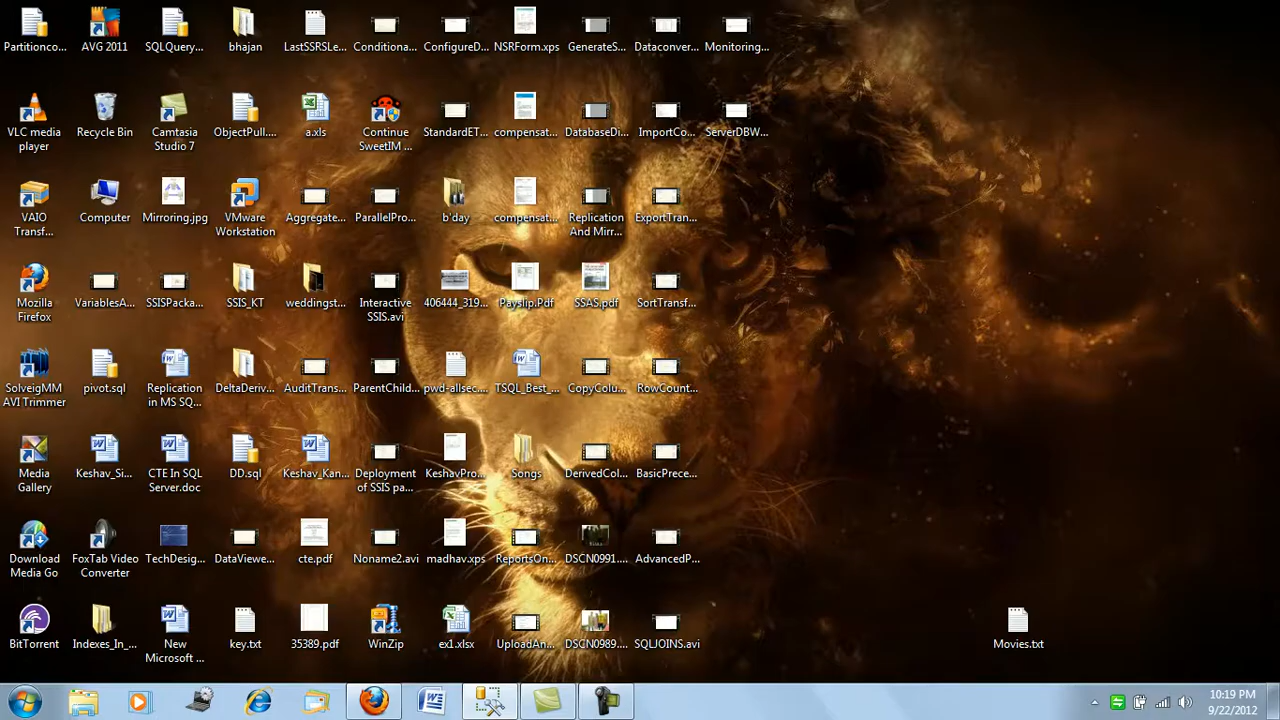 Partitionco...
AVG 2011
SQLQuery...
bhajan
LastSSRSLe...
Conditiona...
ConfigureD...
NSRForm.xps
GenerateS...
Dataconver...
Monitoring...
VLC media
player
Recycle Bin
Camtasia
Studio 7
ObjectPull....
a.xls
Continue
SweetIM ...
StandardET...
compensat...
DatabaseDi...
ImportCo...
ServerDBW...
VAIO
Transf...
Computer
Mirroring.jpg
VMware
Workstation
Aggregate...
ParallelPro...
b'day
compensat...
Replication
And Mirr...
ExportTran...
Mozilla
Firefox
VariablesA...
SSISPacka...
SSIS_KT
weddingst...
Interactive
SSIS.avi
406444_319...
Payslip.Pdf
SSAS.pdf
SortTransf...
SolveigMM
AVI Trimmer
pivot.sql
Replication
in MS SQ...
DeltaDeriv...
AuditTrans...
ParentChild...
pwd-allsec....
TSQL_Best_...
CopyColu...
RowCount...
Media
Gallery
Keshav_Si...
CTE In SQL
Server.doc
DD.sql
Keshav_Kan...
Deployment
of SSIS pa...
KeshavPro...
Songs
DerivedCol...
BasicPrece...
Download
Media Go
FoxTab Video
Converter
TechDesig...
DataViewe...
cte.pdf
Noname2.avi
madhav.xps
ReportsOn...
DSCN0991....
AdvancedP...
BitTorrent
Indexes_In_...
New
Microsoft ...
key.txt
35389.pdf
WinZip
ex1.xlsx
UploadAn...
DSCN0989....
SQLJOINS.avi
Movies.txt
10:19 PM
9/22/2012